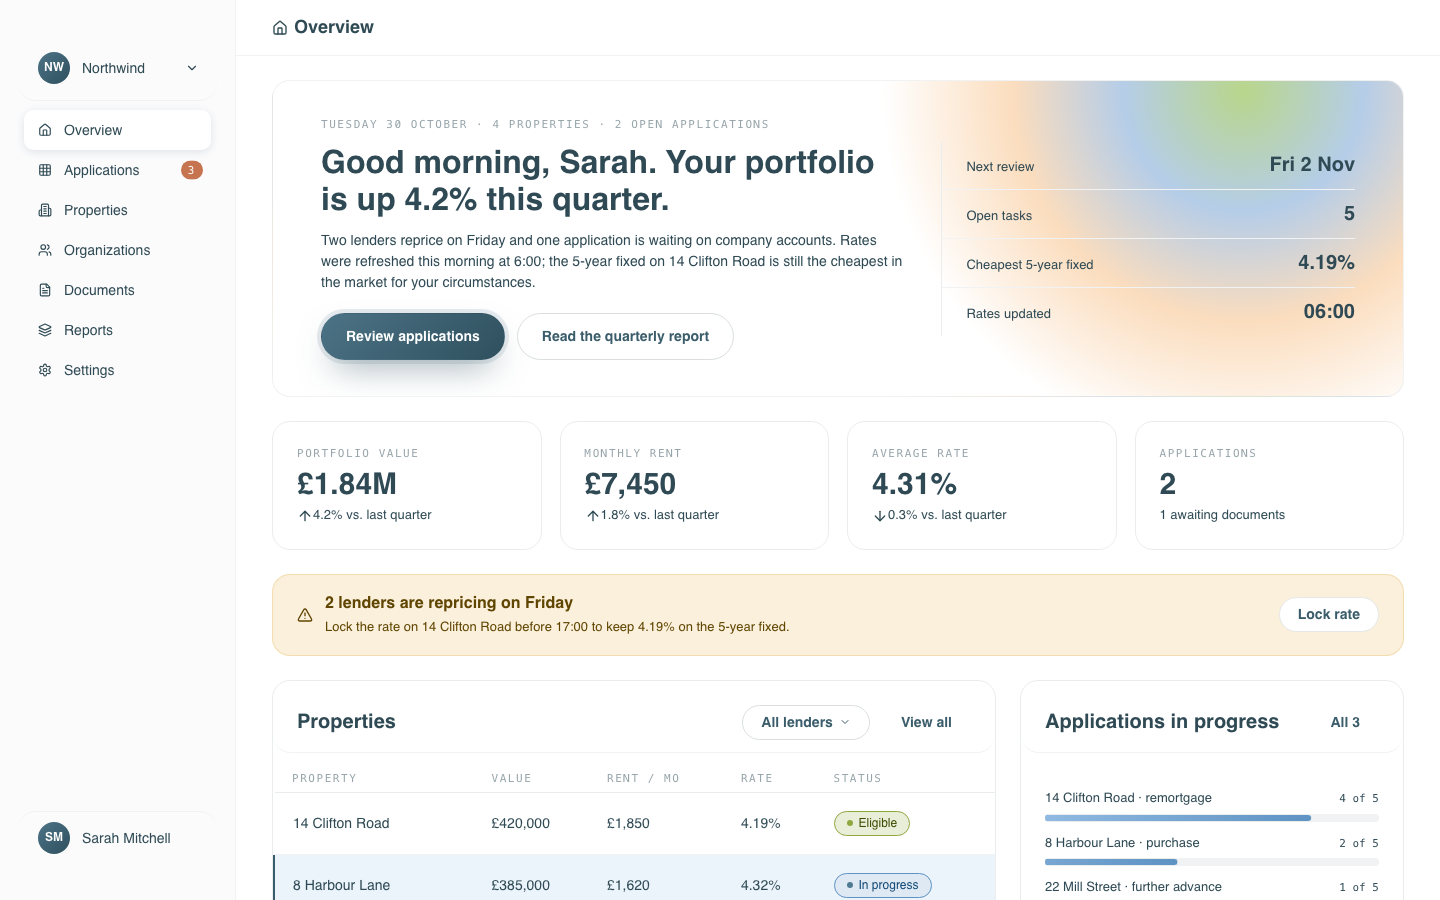 NW Northwind
Overview
Applications 3
Properties
Organizations
Documents
Reports
Settings
SM Sarah Mitchell
Overview
TUESDAY 30 OCTOBER · 4 PROPERTIES · 2 OPEN APPLICATIONS
Good morning, Sarah. Your portfolio
is up 4.2% this quarter.
Two lenders reprice on Friday and one application is waiting on company accounts. Rates
were refreshed this morning at 6:00; the 5-year fixed on 14 Clifton Road is still the cheapest in
the market for your circumstances.
Review applications Read the quarterly report
Next review Fri 2 Nov
Open tasks 5
Cheapest 5-year fixed 4.19%
Rates updated 06:00
PORTFOLIO VALUE
£1.84M
↑ 4.2% vs. last quarter
MONTHLY RENT
£7,450
↑ 1.8% vs. last quarter
AVERAGE RATE
4.31%
↓ 0.3% vs. last quarter
APPLICATIONS
2
1 awaiting documents
2 lenders are repricing on Friday
Lock the rate on 14 Clifton Road before 17:00 to keep 4.19% on the 5-year fixed.
Lock rate
Properties All lenders View all
PROPERTY VALUE RENT / MO RATE STATUS
14 Clifton Road £420,000 £1,850 4.19% Eligible
8 Harbour Lane £385,000 £1,620 4.32% In progress
Applications in progress All 3
14 Clifton Road · remortgage 4 of 5
8 Harbour Lane · purchase 2 of 5
22 Mill Street · further advance 1 of 5